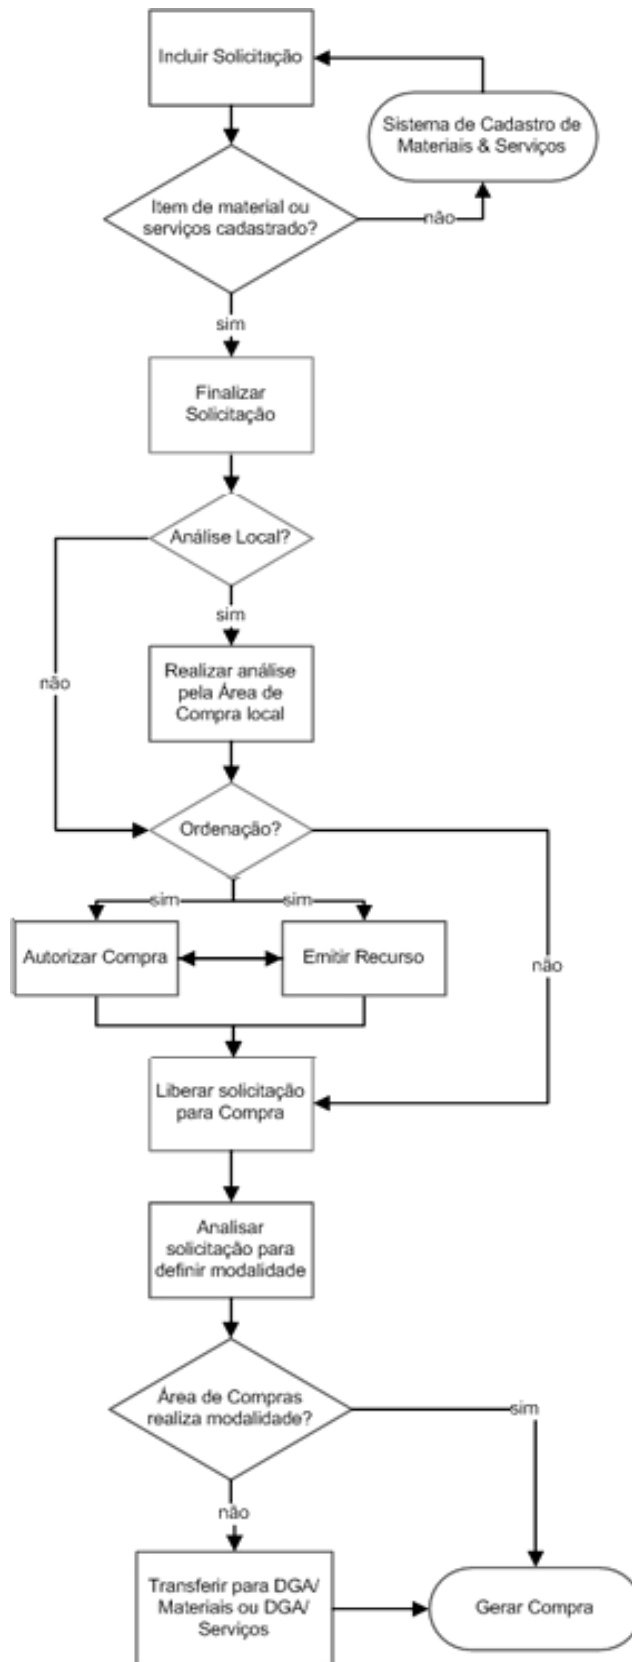 Incluir Solicitação
Sistema de Cadastro de
Materiais & Serviços
Item de material ou
serviços cadastrado?
não
sim
Finalizar
Solicitação
Análise Local?
sim
não
Realizar análise
pela Área de
Compra local
Ordenação?
sim
sim
Autorizar Compra
Emitir Recurso
não
Liberar solicitação
para Compra
Analisar
solicitação para
definir modalidade
Área de Compras
realiza modalidade?
sim
não
Transferir para DGA/
Materiais ou DGA/
Serviços
Gerar Compra